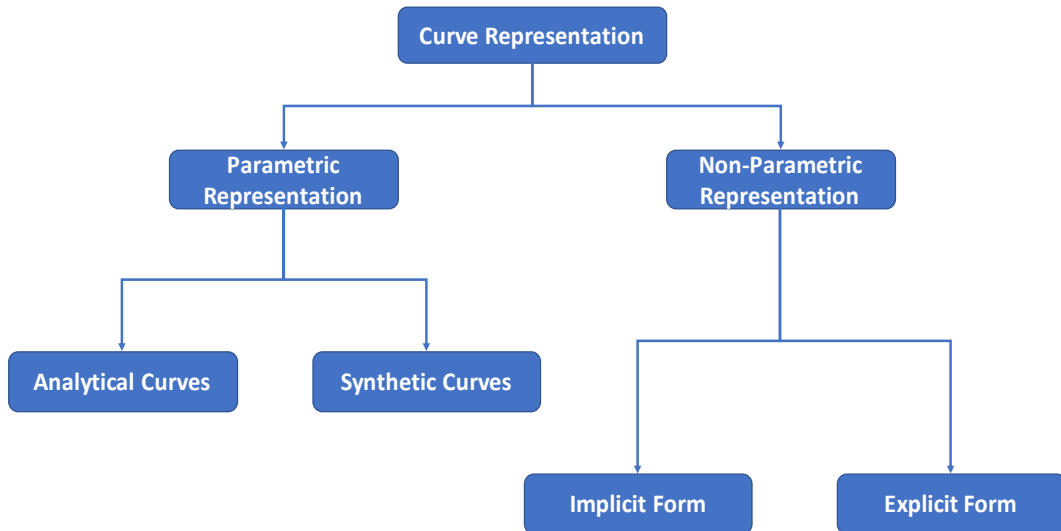 Curve Representation
Parametric
Representation
Non-Parametric
Representation
Analytical Curves
Synthetic Curves
Implicit Form
Explicit Form